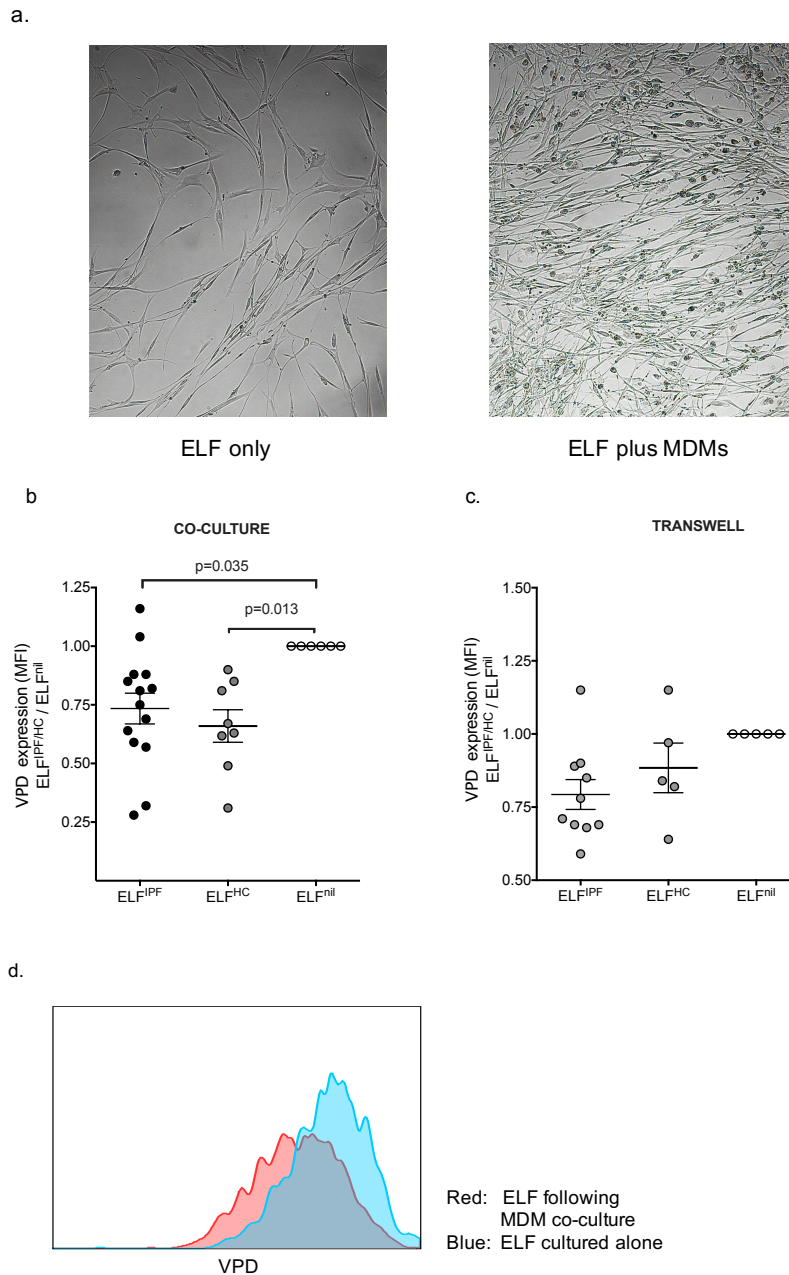 a.
ELF only
ELF plus MDMs
b
CO-CULTURE
p=0.035
p=0.013
1.25
1.00
0.75
0.50
0.25
VPD expression (MFI)
ELF^IPF/HC / ELF^nil
ELF^IPF
ELF^HC
ELF^nil
c.
TRANSWELL
1.50
1.25
1.00
0.75
0.50
VPD expression (MFI)
ELF^IPF/HC / ELF^nil
ELF^IPF
ELF^HC
ELF^nil
d.
VPD
Red: ELF following
MDM co-culture
Blue: ELF cultured alone